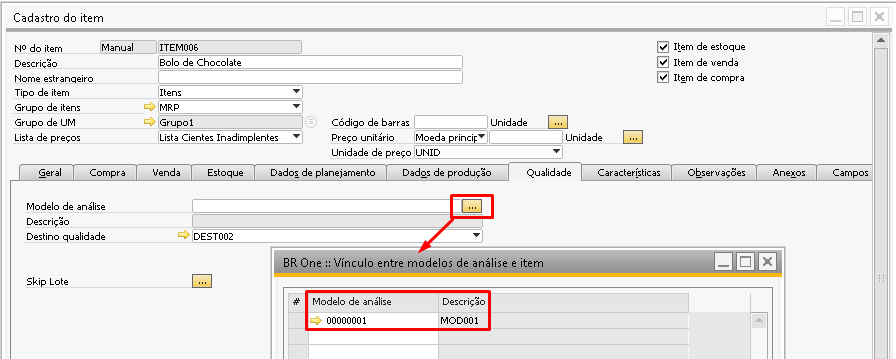 Cadastro do item
Nº do item Manual ITEM006
Descrição Bolo de Chocolate
Nome estrangeiro
Tipo de item Itens
Grupo de itens MRP
Grupo de UM Grupo1
Lista de preços Lista Cientes Inadimplentes
Item de estoque
Item de venda
Item de compra
Código de barras Unidade ...
Preço unitário Moeda princip Unidade ...
Unidade de preço UNID
Geral Compra Venda Estoque Dados de planejamento Dados de produção Qualidade Características Observações Anexos Campos
Modelo de análise ...
Descrição
Destino qualidade DEST002
Skip Lote ...
BR One :: Vínculo entre modelos de análise e item
# Modelo de análise Descrição
00000001 MOD001